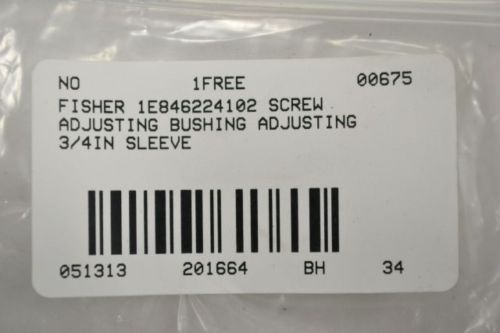 NO 1FREE 00675
FISHER 1E846224102 SCREW
ADJUSTING BUSHING ADJUSTING
3/4IN SLEEVE
051313 201664 BH 34